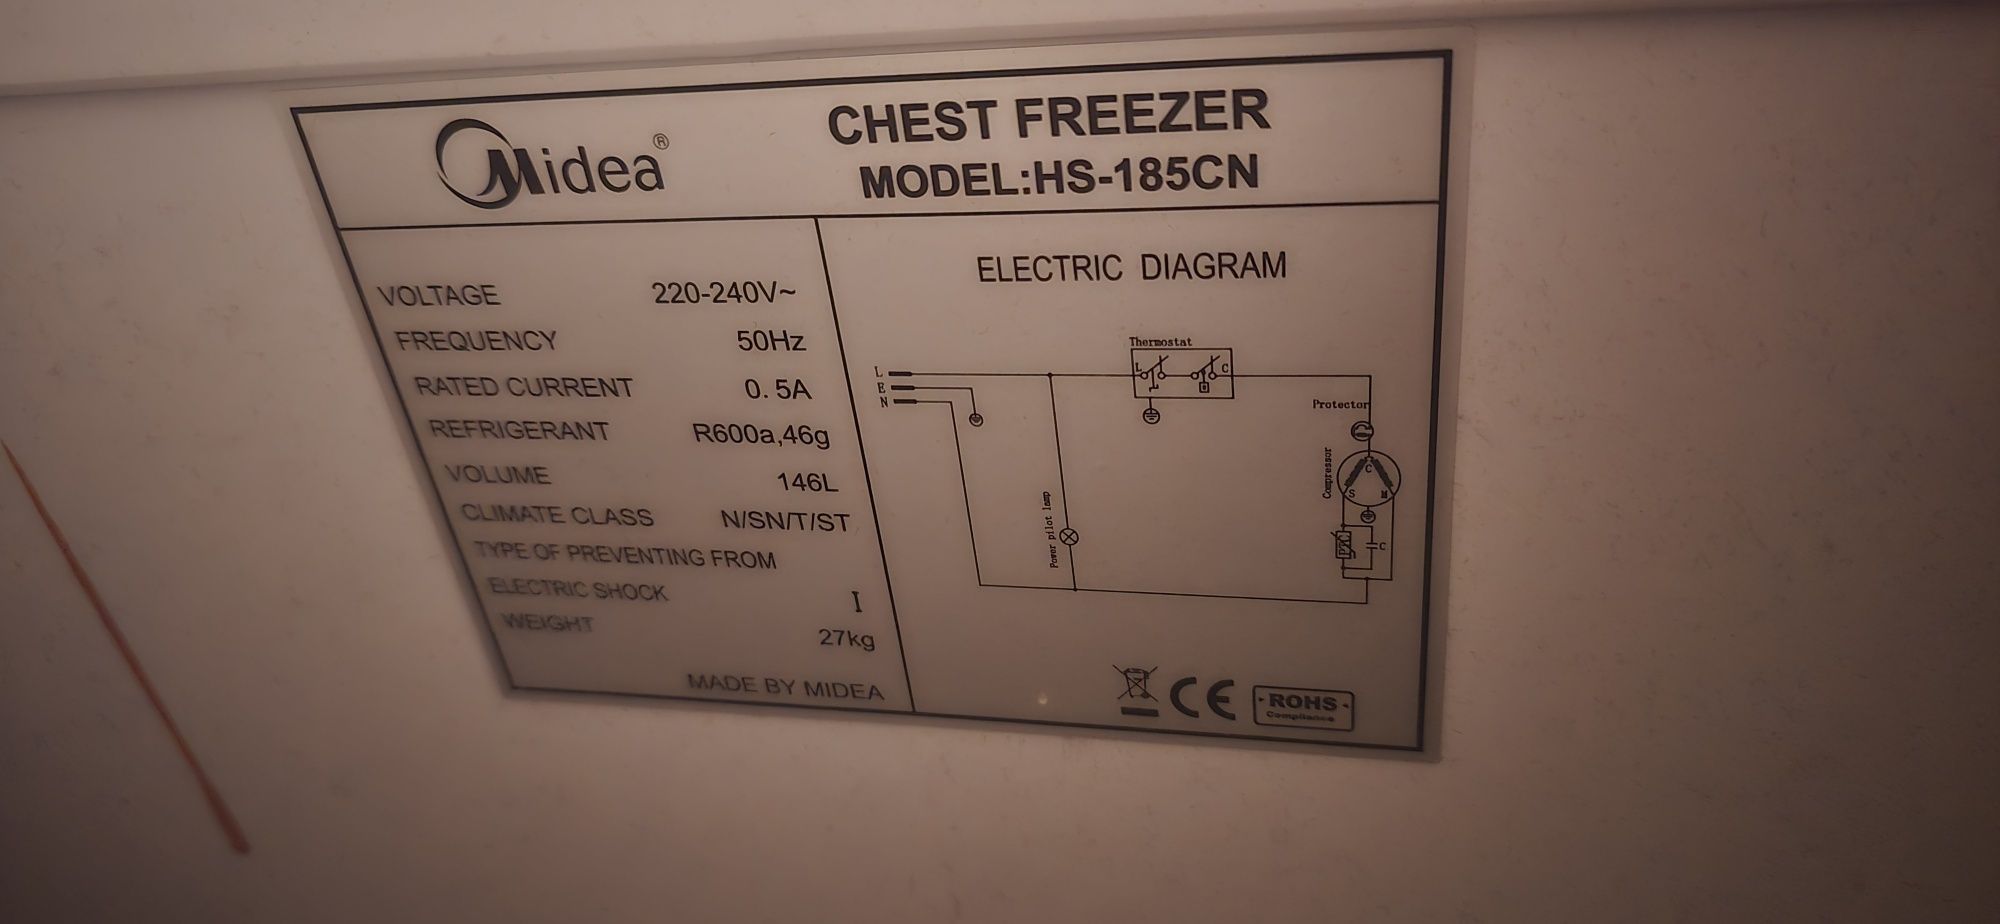 Midea®
CHEST FREEZER
MODEL:HS-185CN
VOLTAGE 220-240V~
FREQUENCY 50Hz
RATED CURRENT 0.5A
REFRIGERANT R600a,46g
VOLUME 146L
CLIMATE CLASS N/SN/T/ST
TYPE OF PREVENTING FROM
ELECTRIC SHOCK I
WEIGHT 27kg
MADE BY MIDEA
ELECTRIC DIAGRAM
Thermostat
L C
L
E
N
Protector
Compressor
C
S M
PTC C
Power pilot lamp
CE
ROHS
Compliance